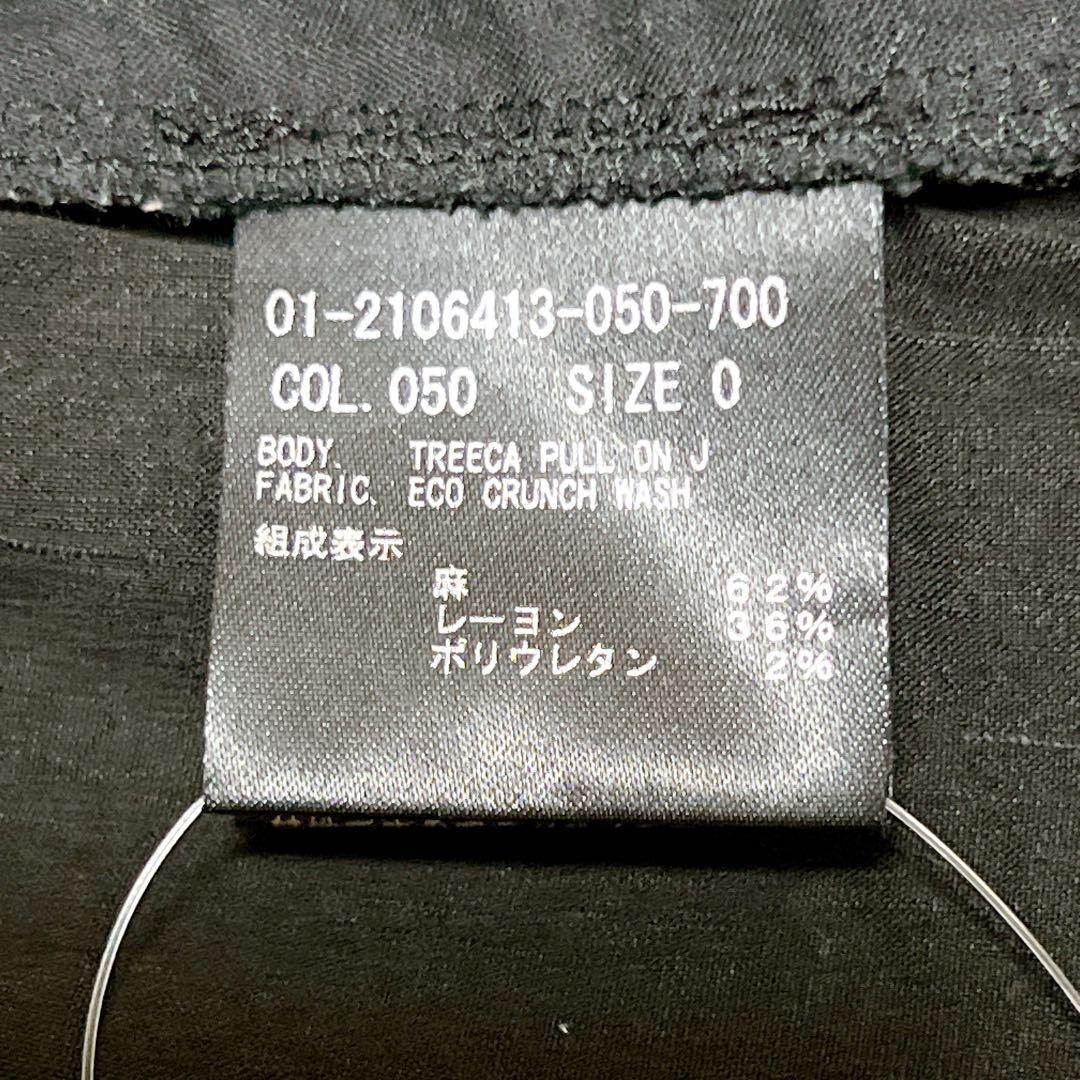 01-2106413-050-700
COL. 050 SIZE 0
BODY. TREECA PULL ON J
FABRIC. ECO CRUNCH WASH
組成表示
麻 62%
レーヨン 36%
ポリウレタン 2%